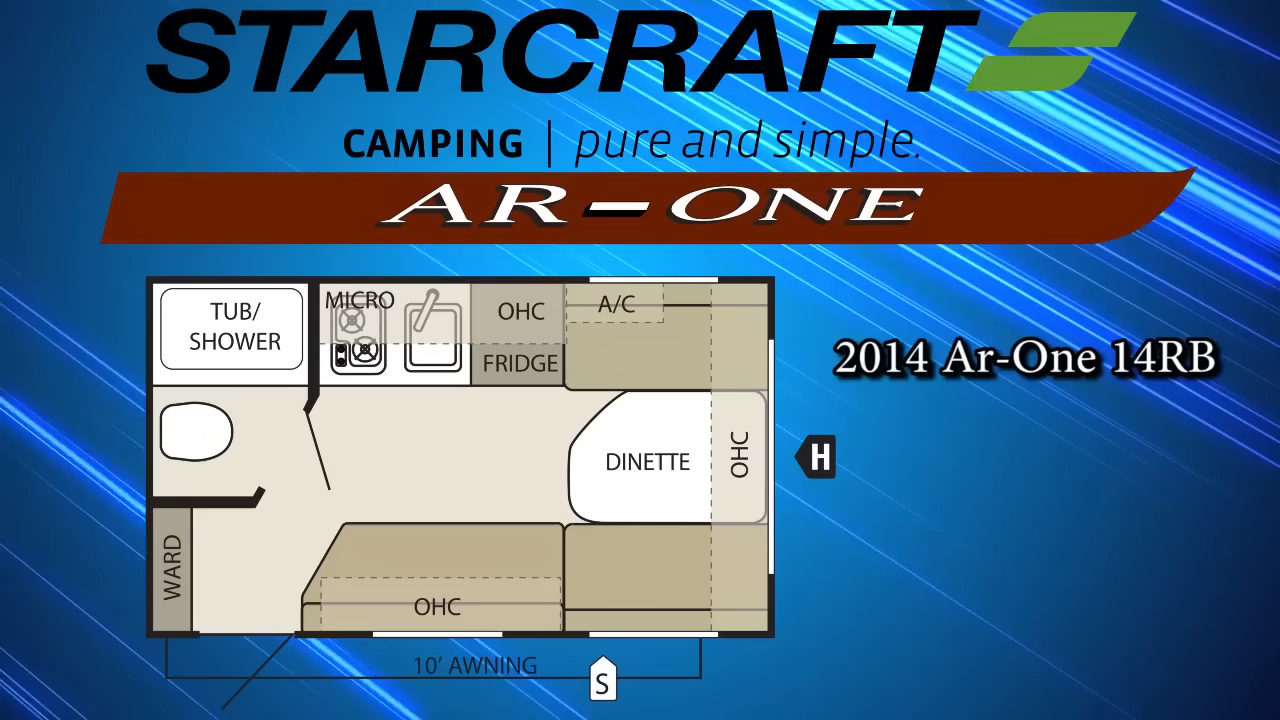 STARCRAFT
CAMPING | pure and simple.
AR-ONE
2014 Ar-One 14RB
TUB/
SHOWER
MICRO
OHC
FRIDGE
A/C
DINETTE
OHC
H
WARD
OHC
10' AWNING
S